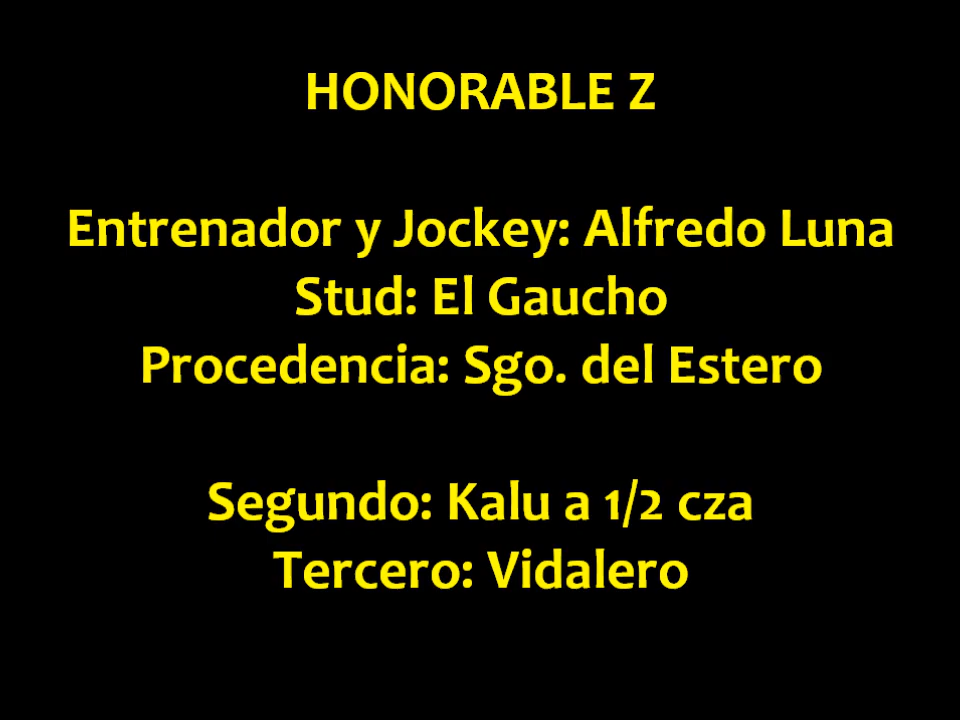 HONORABLE Z
Entrenador y Jockey: Alfredo Luna
Stud: El Gaucho
Procedencia: Sgo. del Estero
Segundo: Kalu a 1/2 cza
Tercero: Vidalero